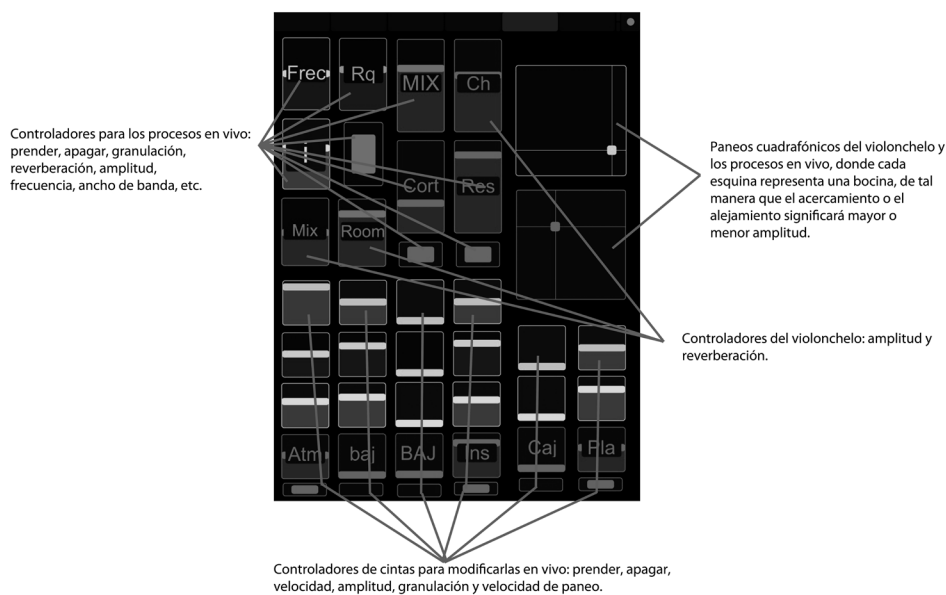 Frec
Rq
MIX
Ch
Cort
Res
Mix
Room
Controladores para los procesos en vivo:
prender, apagar, granulación,
reverberación, amplitud,
frecuencia, ancho de banda, etc.
Paneos cuadrafónicos del violonchelo y
los procesos en vivo, donde cada
esquina representa una bocina, de tal
manera que el acercamiento o el
alejamiento significará mayor o
menor amplitud.
Controladores del violonchelo: amplitud y
reverberación.
Atm
baj
BAJ
Ins
Caj
Pla
Controladores de cintas para modificarlas en vivo: prender, apagar,
velocidad, amplitud, granulación y velocidad de paneo.